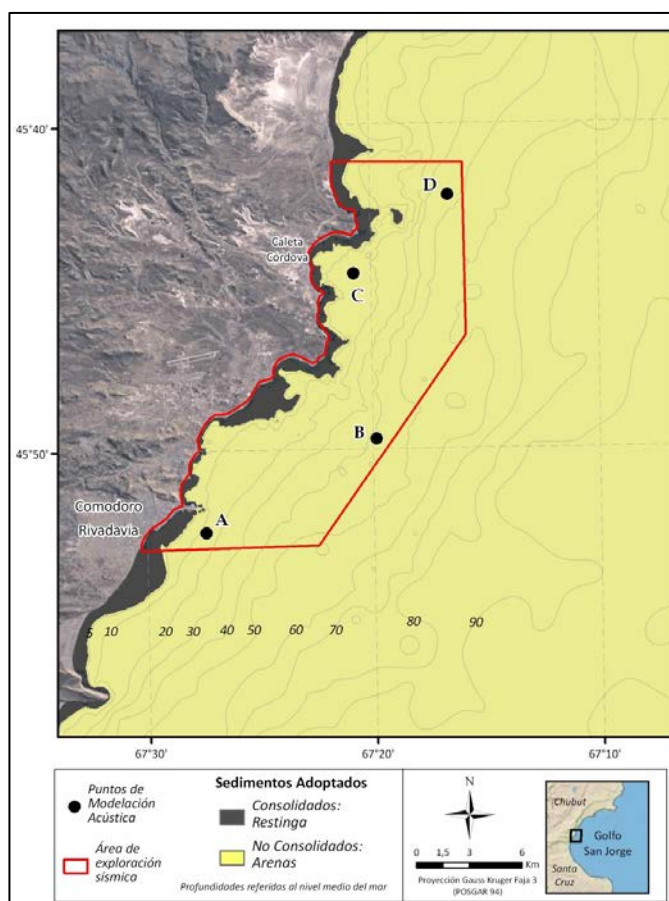 45°40'
D
Caleta
Córdova
C
B
45°50'
Comodoro
Rivadavia
A
5 10 20 30 40 50 60 70 80 90
67°30' 67°20' 67°10'
Puntos de
Modelación
Acústica
Área de
exploración
sísmica
Sedimentos Adoptados
Consolidados:
Restinga
No Consolidados:
Arenas
Profundidades referidas al nivel medio del mar
N
0 1,5 3 6
Km
Proyección Gauss Kruger Faja 3
(POSGAR 94)
Chubut
Golfo
San Jorge
Santa
Cruz